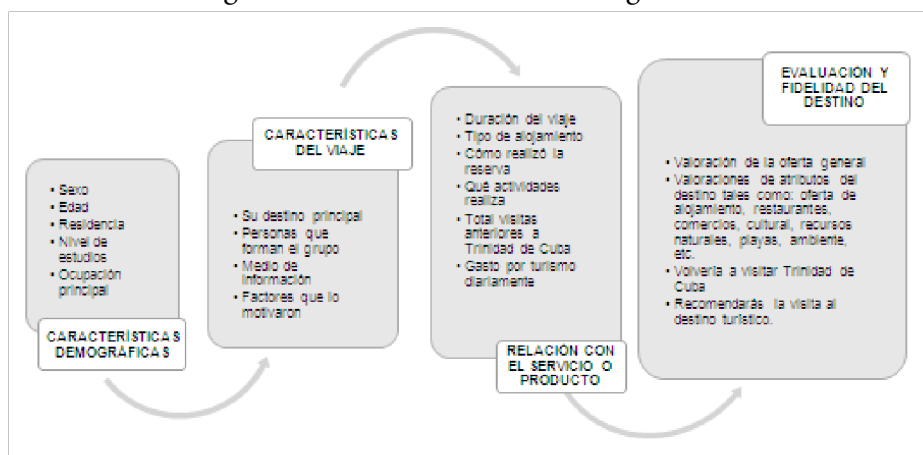 CARACTERÍSTICAS
DEMOGRÁFICAS
• Sexo
• Edad
• Residencia
• Nivel de
estudios
• Ocupación
principal
CARACTERÍSTICAS
DEL VIAJE
• Su destino principal
• Personas que
forman el grupo
• Medio de
información
• Factores que lo
motivaron
• Duración del viaje
• Tipo de alojamiento
• Cómo realizó la
reserva
• Qué actividades
realiza
• Total visitas
anteriores a
Trinidad de Cuba
• Gasto por turismo
diariamente
RELACIÓN CON
EL SERVICIO O
PRODUCTO
EVALUACIÓN Y
FIDELIDAD DEL
DESTINO
• Valoración de la oferta general
• Valoraciones de atributos del
destino tales como: oferta de
alojamiento, restaurantes,
comercios, cultural, recursos
naturales, playas, ambiente,
etc.
• Volvería a visitar Trinidad de
Cuba
• Recomendarás la visita al
destino turístico.